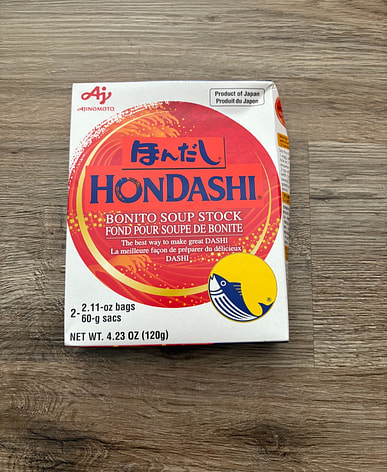 Aj
AJINOMOTO
Product of Japan
Produit du Japon
ほんだし
HONDASHI®
BONITO SOUP STOCK
FOND POUR SOUPE DE BONITE
The best way to make great DASHI
La meilleure façon de préparer du délicieux
DASHI
®
2- 2.11-oz bags
60-g sacs
NET WT. 4.23 OZ (120g)